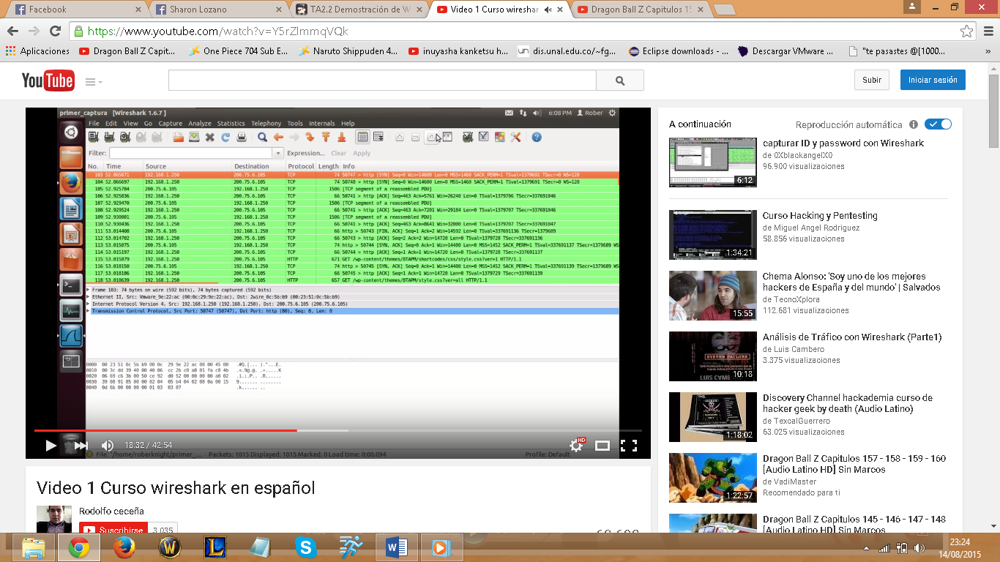 Facebook
Sharon Lozano
TA2.2 Demostración de W
Video 1 Curso wireshar
Dragon Ball Z Capitulos 15
https://www.youtube.com/watch?v=Y5rZlmmqVQk
Aplicaciones
Dragon Ball Z Capit...
One Piece 704 Sub E...
Naruto Shippuden 4...
inuyasha kanketsu h...
dis.unal.edu.co/~fg...
Eclipse downloads - ...
Descargar VMware ...
"te pasastes @[1000...
»
YouTube
Subir
Iniciar sesión
primer_captura [Wireshark 1.6.7 ]
6:08 PM
Rober
File Edit View Go Capture Analyze Statistics Telephony Tools Internals Help
Filter:
Expression... Clear Apply
No. Time Source Destination Protocol Length Info
103 52.865671 192.168.1.250 200.75.6.105 TCP 74 50747 > http [SYN] Seq=0 Win=14600 Len=0 MSS=1460 SACK_PERM=1 TSval=1379691 TSecr=0 WS=128
104 52.866697 192.168.1.250 200.75.6.105 TCP 74 50748 > http [SYN] Seq=0 Win=14600 Len=0 MSS=1460 SACK_PERM=1 TSval=1379691 TSecr=0 WS=128
105 52.925784 200.75.6.105 192.168.1.250 TCP 1506 [TCP segment of a reassembled PDU]
106 52.925836 192.168.1.250 200.75.6.105 TCP 66 50741 > http [ACK] Seq=463 Ack=5761 Win=26240 Len=0 TSval=1379706 TSecr=337691046
107 52.929470 200.75.6.105 192.168.1.250 TCP 1506 [TCP segment of a reassembled PDU]
108 52.929524 192.168.1.250 200.75.6.105 TCP 66 50741 > http [ACK] Seq=463 Ack=7201 Win=29184 Len=0 TSval=1379707 TSecr=337691046
109 52.930001 200.75.6.105 192.168.1.250 TCP 1506 [TCP segment of a reassembled PDU]
110 52.930436 192.168.1.250 200.75.6.105 TCP 66 50741 > http [ACK] Seq=463 Ack=8641 Win=32000 Len=0 TSval=1379707 TSecr=337691047
111 53.014408 200.75.6.105 192.168.1.250 TCP 66 http > 50743 [FIN, ACK] Seq=1 Ack=2 Win=14592 Len=0 TSval=337691136 TSecr=1379689
112 53.014702 192.168.1.250 200.75.6.105 TCP 66 50743 > http [ACK] Seq=2 Ack=2 Win=14720 Len=0 TSval=1379728 TSecr=337691136
113 53.015075 200.75.6.105 192.168.1.250 TCP 74 http > 50744 [SYN, ACK] Seq=0 Ack=1 Win=14480 Len=0 MSS=1452 SACK_PERM=1 TSval=337691137 TSecr=1379689 WS
114 53.015197 192.168.1.250 200.75.6.105 TCP 66 50744 > http [ACK] Seq=1 Ack=1 Win=14720 Len=0 TSval=1379728 TSecr=337691137
115 53.015879 192.168.1.250 200.75.6.105 HTTP 671 GET /wp-content/themes/BTAPM/shortcodes/css/style.css?ver=1 HTTP/1.1
116 53.018150 200.75.6.105 192.168.1.250 TCP 74 http > 50745 [SYN, ACK] Seq=0 Ack=1 Win=14480 Len=0 MSS=1452 SACK_PERM=1 TSval=337691139 TSecr=1379689 WS
117 53.018186 192.168.1.250 200.75.6.105 TCP 66 50745 > http [ACK] Seq=1 Ack=1 Win=14720 Len=0 TSval=1379729 TSecr=337691139
118 53.018639 192.168.1.250 200.75.6.105 HTTP 657 GET /wp-content/themes/BTAPM/style.css?ver=all HTTP/1.1
Frame 103: 74 bytes on wire (592 bits), 74 bytes captured (592 bits)
Ethernet II, Src: Vmware_9e:22:ac (00:0c:29:9e:22:ac), Dst: 2wire_0c:5b:b9 (00:23:51:0c:5b:b9)
Internet Protocol Version 4, Src: 192.168.1.250 (192.168.1.250), Dst: 200.75.6.105 (200.75.6.105)
Transmission Control Protocol, Src Port: 50747 (50747), Dst Port: http (80), Seq: 0, Len: 0
0000 00 23 51 0c 5b b9 00 0c 29 9e 22 ac 08 00 45 00 .#Q.[... )."...E.
0010 00 3c dd 39 40 00 40 06 cc 2b c0 a8 01 fa c8 4b .<.9@.@. .+.....K
0020 06 69 c6 3b 00 50 ce 92 d0 52 00 00 00 00 a0 02 .i.;.P.. .R......
0030 39 08 91 85 00 00 02 04 05 b4 04 02 08 0a 00 15 9....... ........
0040 0d 6b 00 00 00 00 01 03 03 07 .k...... ..
18:32 / 42:54
HD
File: "/home/roberknight/primer_... Packets: 1015 Displayed: 1015 Marked: 0 Load time: 0:00.094
Profile: Default
Video 1 Curso wireshark en español
Rodolfo ceceña
Suscribirse
3.035
A continuación
Reproducción automática
capturar ID y password con Wireshark
de 0XblackangelX0
96.900 visualizaciones
6:12
Curso Hacking y Pentesting
de Miguel Angel Rodriguez
58.856 visualizaciones
1:34:21
Chema Alonso: 'Soy uno de los mejores
hackers de España y del mundo' | Salvados
de TecnoXplora
112.681 visualizaciones
15:55
Análisis de Tráfico con Wireshark (Parte1)
de Luis Cambero
3.375 visualizaciones
SYSTEM FAILURE
LUIS CAMB
10:18
Discovery Channel hackademia curso de
hacker geek by death (Audio Latino)
de TexcalGuerrero
63.025 visualizaciones
1:18:02
Dragon Ball Z Capitulos 157 - 158 - 159 - 160
[Audio Latino HD] Sin Marcos
de VadiMaster
Recomendado para ti
1:22:57
Dragon Ball Z Capitulos 145 - 146 - 147 - 148
[Audio Latino HD] Sin Marcos
23:24
14/08/2015